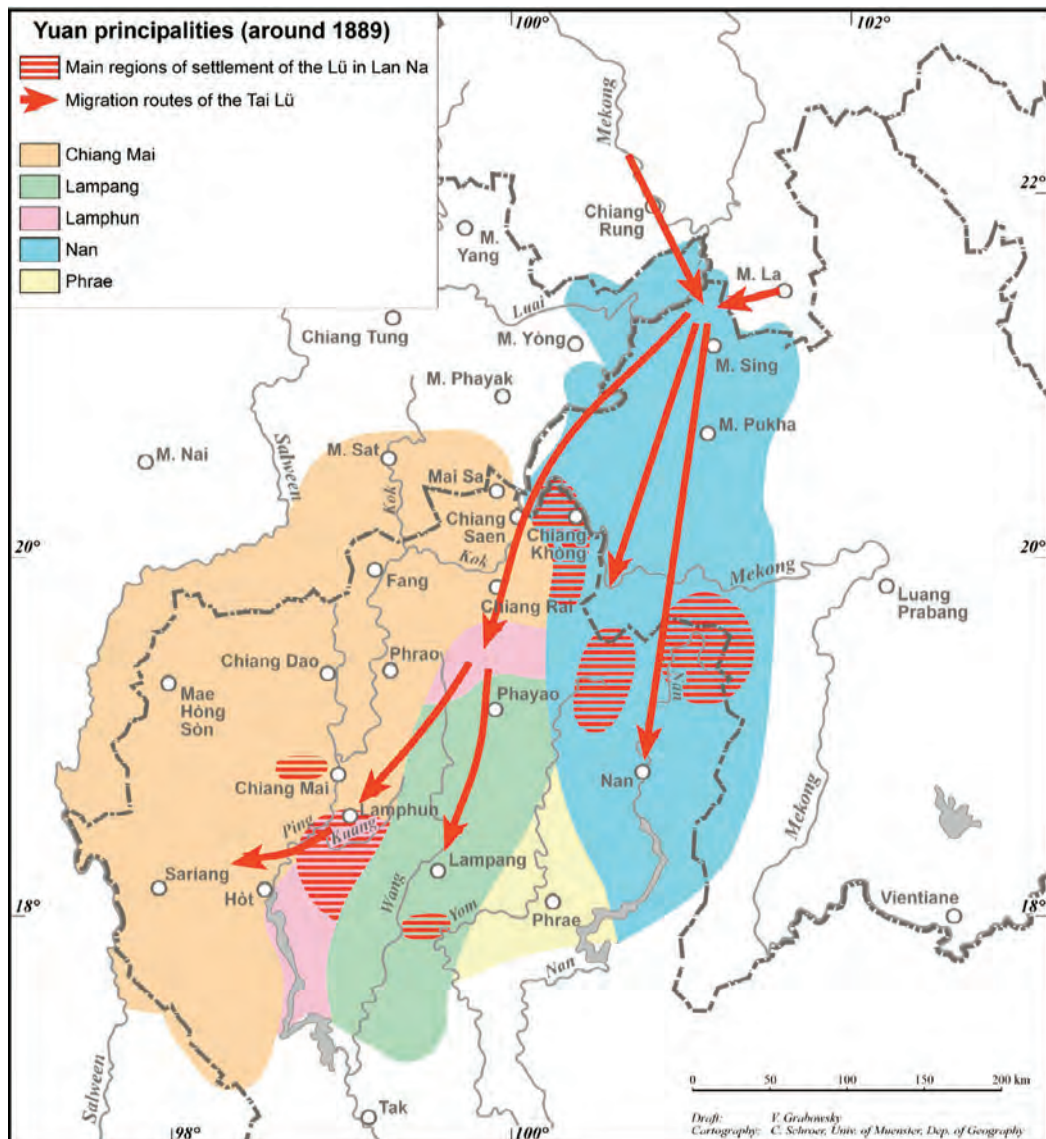 Yuan principalities (around 1889)
Main regions of settlement of the Lü in Lan Na
Migration routes of the Tai Lü
Chiang Mai
Lampang
Lamphun
Nan
Phrae
100°
102°
22°
Mekong
Chiang
Rung
M.
Yang
M. La
Luai
Chiang Tung
M. Yòng
M. Sing
M. Phayak
M. Pukha
M. Nai
Salween
M. Sat
Kok
Mai Sai
Chiang
Saen
Chiang
Khòng
20°
20°
Kok
Fang
Mekong
Luang
Prabang
Chiang Rai
Chiang Dao
Phrao
Mae
Hòng
Sòn
Phayao
Nan
Nan
Chiang Mai
Mekong
Lamphun
Ping
Kuang
Sariang
Hòt
Lampang
Wang
Yom
Phrae
Vientiane
18°
18°
Nan
Salween
Tak
0 50 100 150 200 km
98°
100°
Draft: V. Grabowsky
Cartography: C. Schroer, Univ. of Muenster, Dep. of Geography